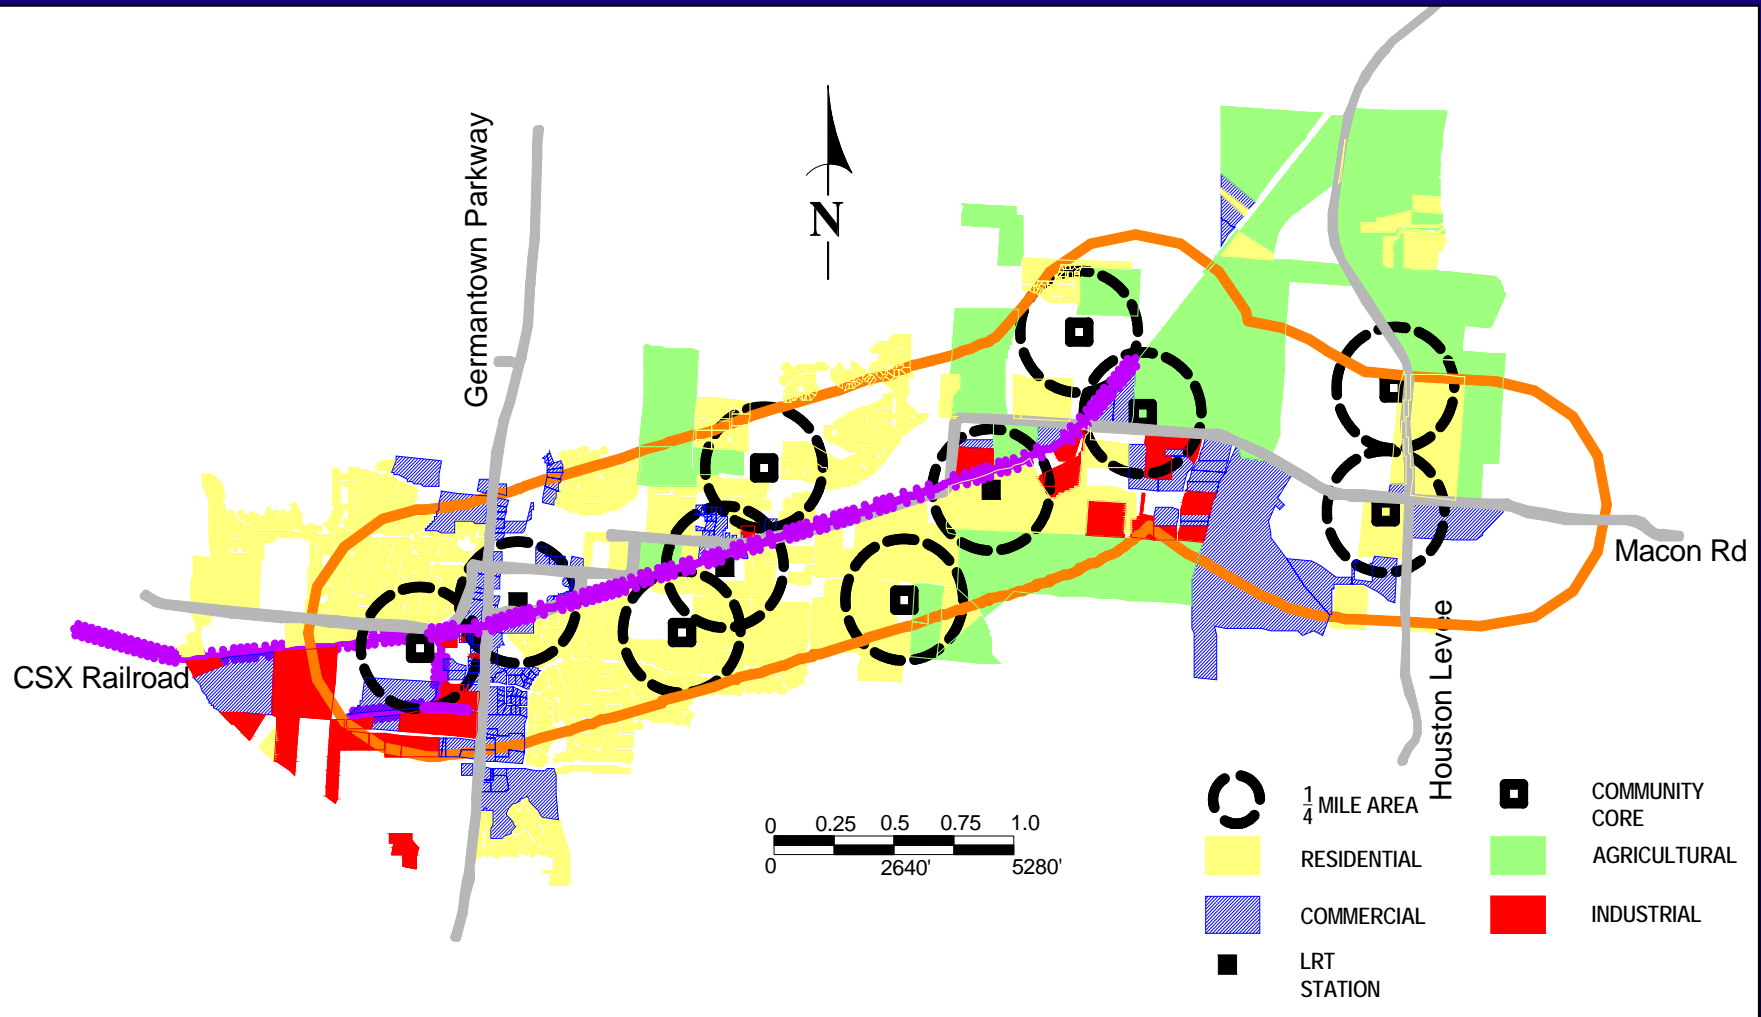 Germantown Parkway
N
CSX Railroad
Macon Rd
Houston Levee
0 0.25 0.5 0.75 1.0
0 2640' 5280'
1/4 MILE AREA
COMMUNITY
CORE
RESIDENTIAL
AGRICULTURAL
COMMERCIAL
INDUSTRIAL
LRT
STATION